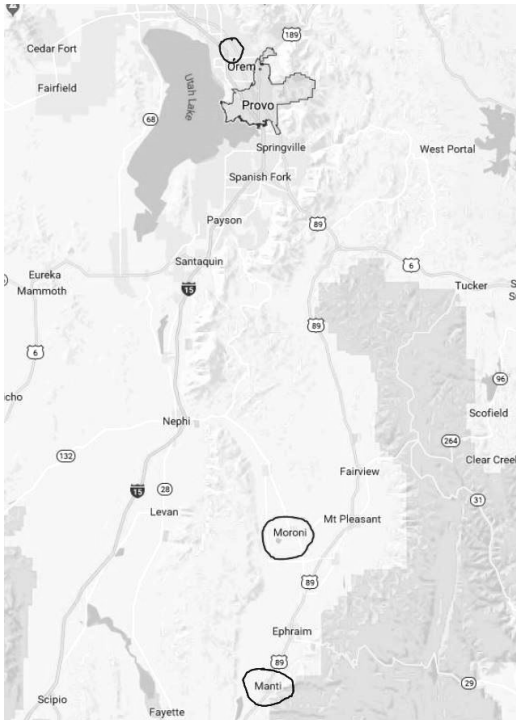 189
Cedar Fort
Orem
Fairfield
Utah Lake
Provo
68
Springville
West Portal
Spanish Fork
Payson
89
Santaquin
6
Eureka
Mammoth
15
Tucker
89
6
96
Scofield
Nephi
264
132
Clear Creek
Fairview
15
28
31
Levan
Mt Pleasant
Moroni
89
Ephraim
89
Manti
29
Scipio
Fayette